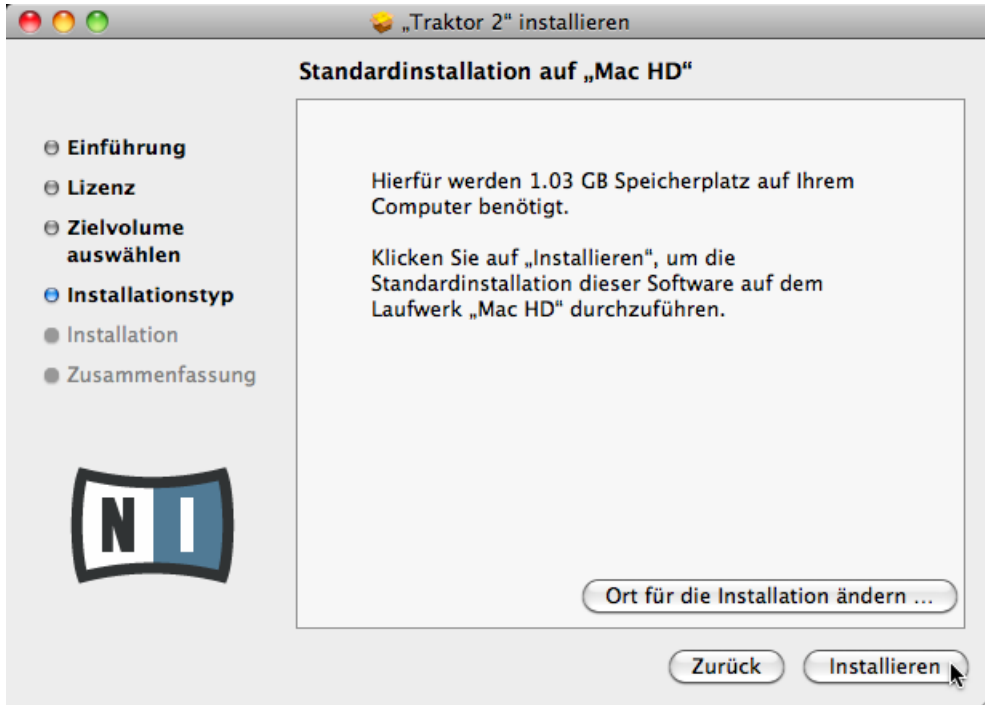 „Traktor 2“ installieren
Standardinstallation auf „Mac HD“
Einführung
Lizenz
Zielvolume
auswählen
Installationstyp
Installation
Zusammenfassung
NI
Hierfür werden 1.03 GB Speicherplatz auf Ihrem
Computer benötigt.
Klicken Sie auf „Installieren“, um die
Standardinstallation dieser Software auf dem
Laufwerk „Mac HD“ durchzuführen.
Ort für die Installation ändern ...
Zurück
Installieren